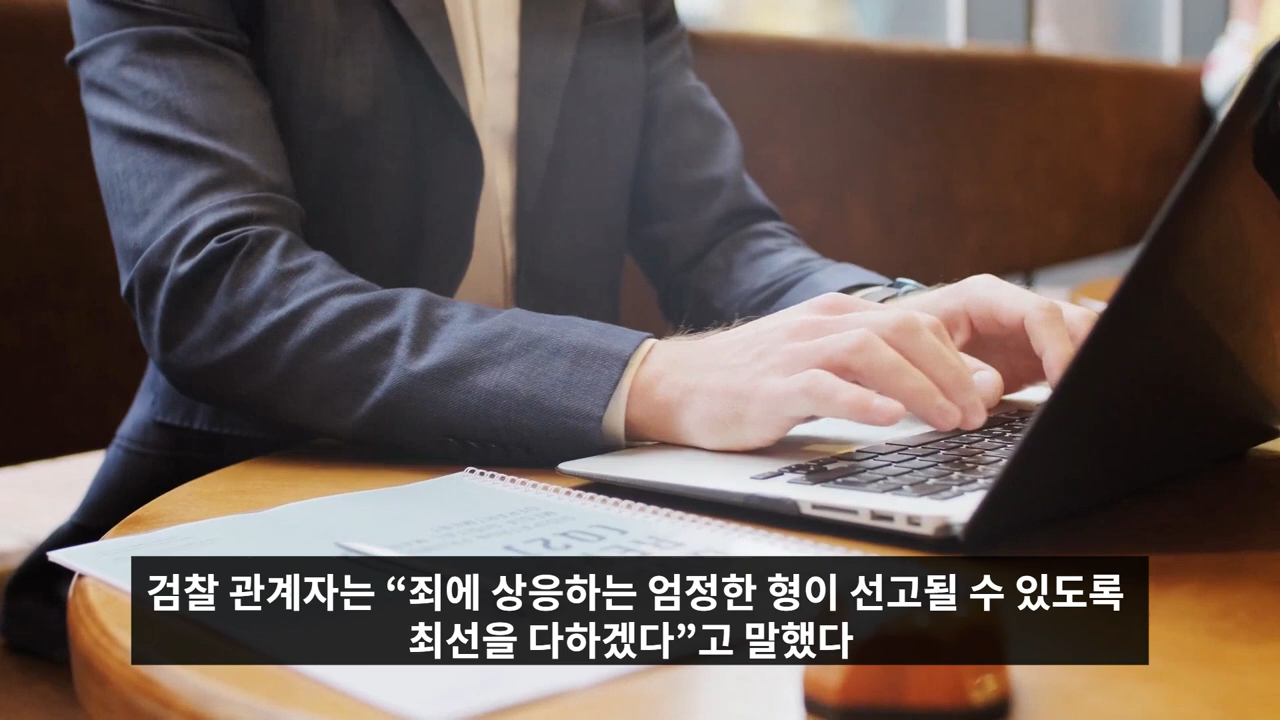 (Q2)
검찰 관계자는 “죄에 상응하는 엄정한 형이 선고될 수 있도록
최선을 다하겠다”고 말했다